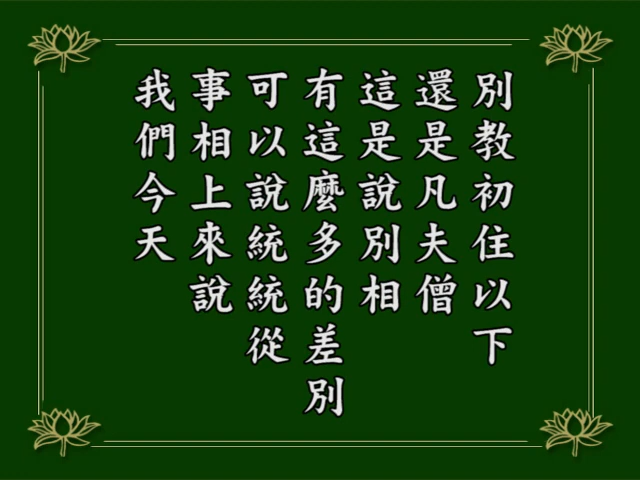 別教初住以下
還是凡夫僧
這是說別相
有這麼多的差別
可以說統統從
事相上來說
我們今天